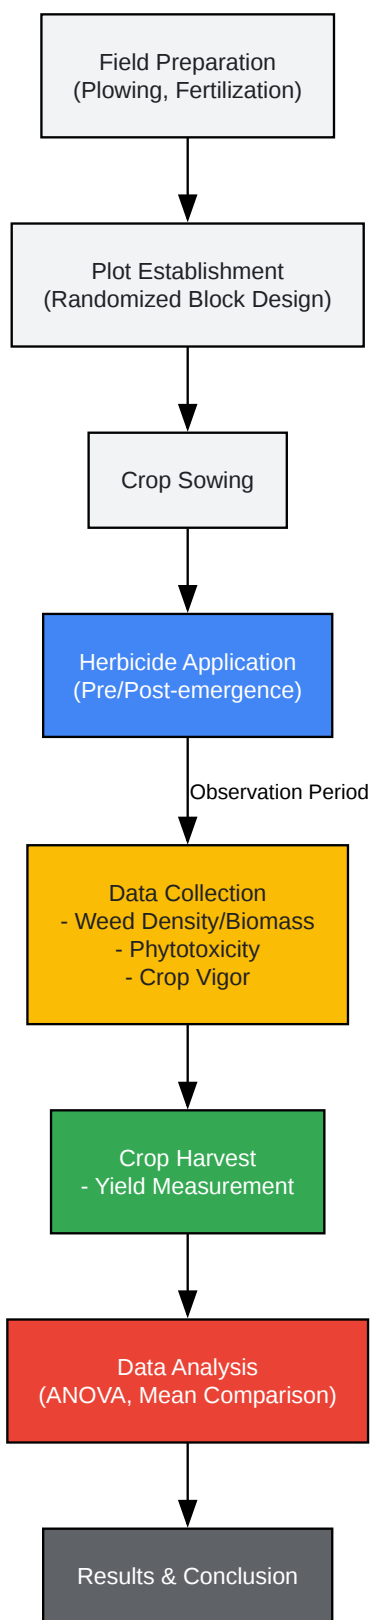 Field Preparation
(Plowing, Fertilization)
Plot Establishment
(Randomized Block Design)
Crop Sowing
Herbicide Application
(Pre/Post-emergence)
Observation Period
Data Collection
- Weed Density/Biomass
- Phytotoxicity
- Crop Vigor
Crop Harvest
- Yield Measurement
Data Analysis
(ANOVA, Mean Comparison)
Results & Conclusion